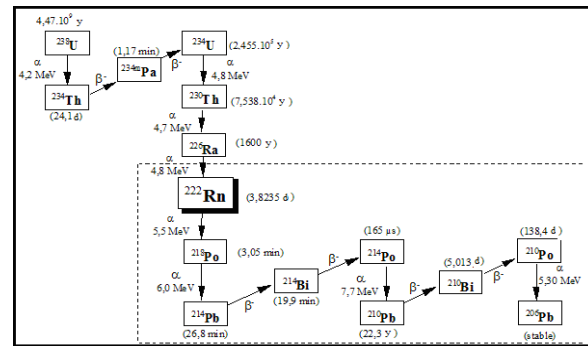 4,47.10⁹ y
²³⁸U
α
4,2 MeV
²³⁴Th
(24,1 d)
β⁻
(1,17 min)
²³⁴ᵐPa
β⁻
²³⁴U
(2,455.10⁵ y)
α
4,8 MeV
²³⁰Th
(7,538.10⁴ y)
α
4,7 MeV
²²⁶Ra
(1600 y)
α
4,8 MeV
²²²Rn
(3,8235 d)
α
5,5 MeV
²¹⁸Po
(3,05 min)
α
6,0 MeV
²¹⁴Pb
(26,8 min)
β⁻
²¹⁴Bi
(19,9 min)
β⁻
(165 µs)
²¹⁴Po
α
7,7 MeV
²¹⁰Pb
(22,3 y)
β⁻
(5,013 d)
²¹⁰Bi
β⁻
(138,4 d)
²¹⁰Po
α
5,30 MeV
²⁰⁶Pb
(stable)